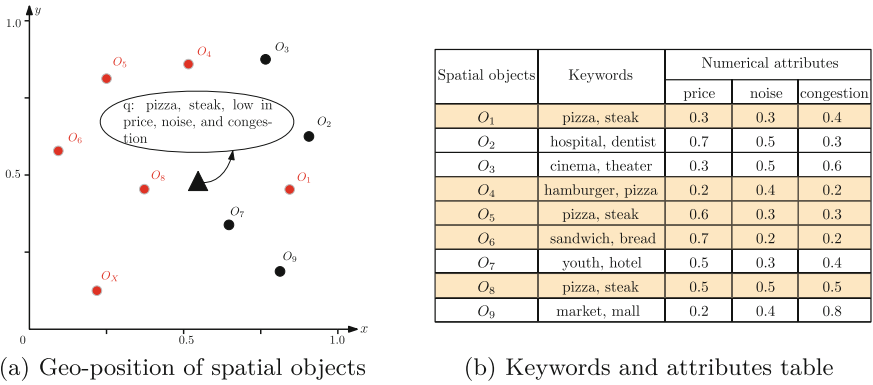 y
1.0
O3
O4
O5
q: pizza, steak, low in
price, noise, and conges-
tion
O2
O6
0.5
O8
O1
O7
O9
OX
0
0.5
1.0
x
(a) Geo-position of spatial objects
Spatial objects Keywords Numerical attributes
price noise congestion
O1 pizza, steak 0.3 0.3 0.4
O2 hospital, dentist 0.7 0.5 0.3
O3 cinema, theater 0.3 0.5 0.6
O4 hamburger, pizza 0.2 0.4 0.2
O5 pizza, steak 0.6 0.3 0.3
O6 sandwich, bread 0.7 0.2 0.2
O7 youth, hotel 0.5 0.3 0.4
O8 pizza, steak 0.5 0.5 0.5
O9 market, mall 0.2 0.4 0.8
(b) Keywords and attributes table